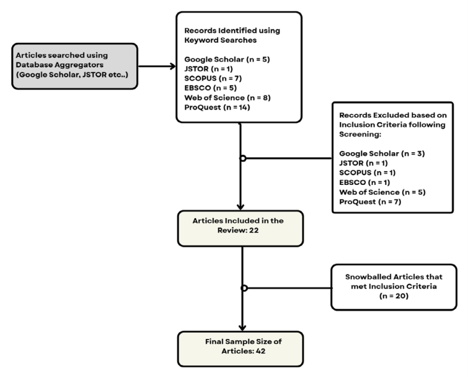 Articles searched using
Database Aggregators
(Google Scholar, JSTOR etc..)
Records Identified using
Keyword Searches
Google Scholar (n = 5)
JSTOR (n = 1)
SCOPUS (n = 7)
EBSCO (n = 5)
Web of Science (n = 8)
ProQuest (n = 14)
Records Excluded based on
Inclusion Criteria following
Screening:
Google Scholar (n = 3)
JSTOR (n = 1)
SCOPUS (n = 1)
EBSCO (n = 1)
Web of Science (n = 5)
ProQuest (n = 7)
Articles Included in the
Review: 22
Snowballed Articles that
met Inclusion Criteria
(n = 20)
Final Sample Size of
Articles: 42